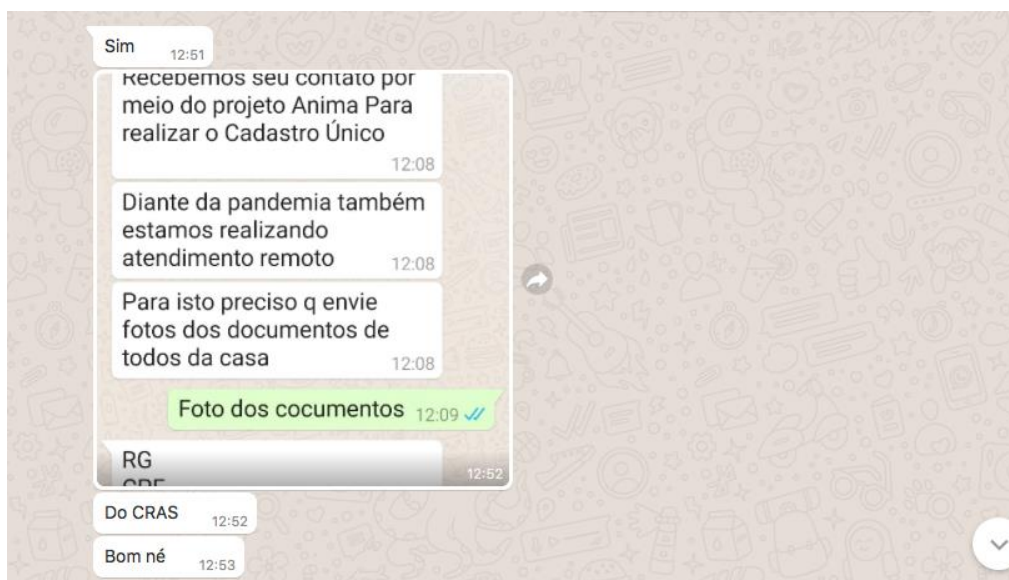 Sim 12:51
Recebemos seu contato por
meio do projeto Anima Para
realizar o Cadastro Único
12:08
Diante da pandemia também
estamos realizando
atendimento remoto 12:08
Para isto preciso q envie
fotos dos documentos de
todos da casa 12:08
Foto dos cocumentos 12:09
RG 12:52
CPF
Do CRAS 12:52
Bom né 12:53